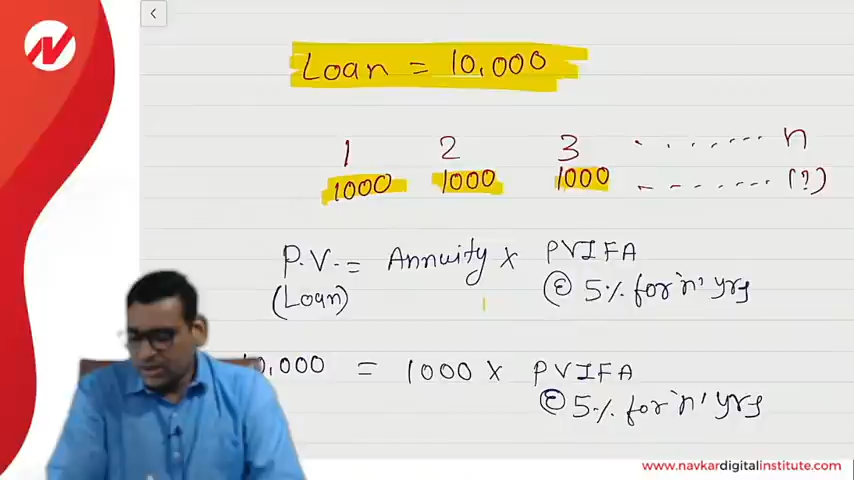 Loan = 10,000
1 2 3 ........... n
1000 1000 1000 ........... (?)
P.V. = Annuity x PVIFA
(Loan) @ 5% for 'n' yrs
0,000 = 1000 x PVIFA
@ 5% for 'n' yrs
www.navkardigitalinstitute.com